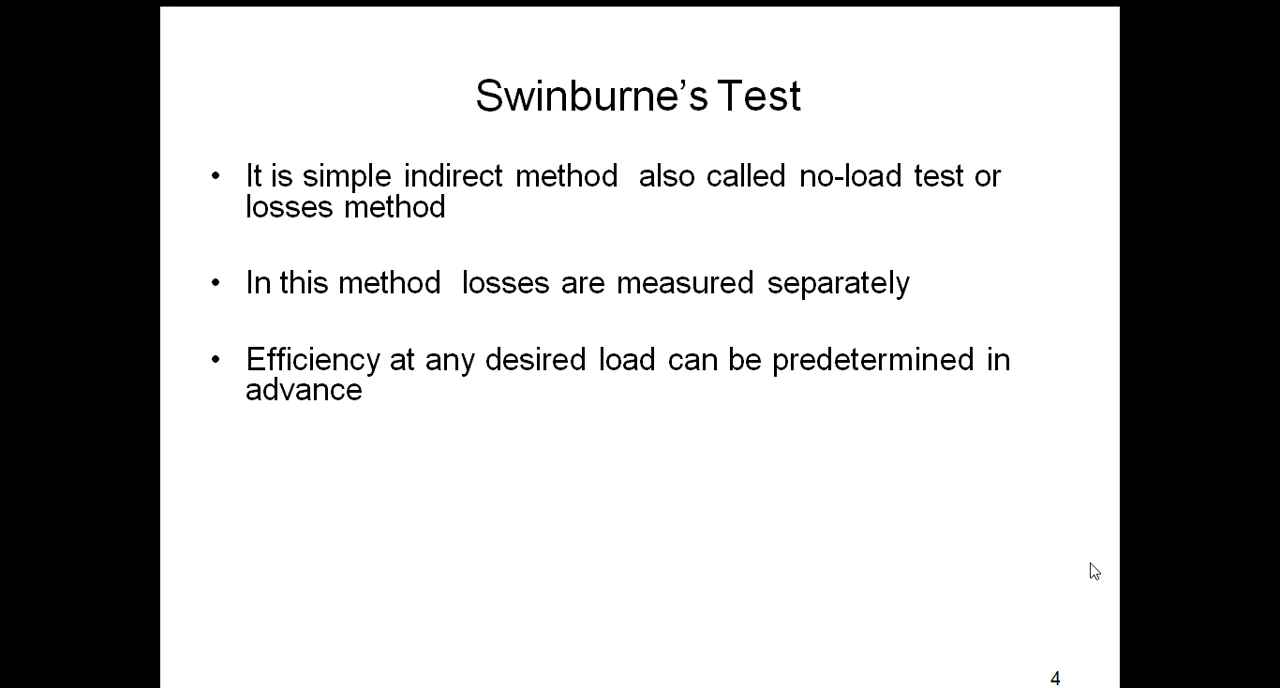 Swinburne's Test
• It is simple indirect method also called no-load test or
losses method
• In this method losses are measured separately
• Efficiency at any desired load can be predetermined in
advance
4